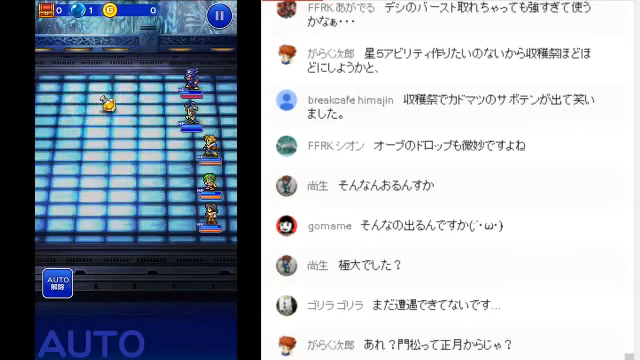 0 1 G 0
AUTO
解除
AUTO
FFRK あがでる デシのバースト取れちゃっても強すぎて使う
かなぁ・・・
がらく次郎 星５アビリティ作りたいのないから収穫祭ほどほ
どにしようかと、
breakcafe himajin 収穫祭でカドマツのサボテンが出て笑い
ました。
FFRK シオン オーブのドロップも微妙ですよね
尚生 そんなんおるんすか
gomame そんなの出るんですか(;´･ω･)
尚生 極大でした？
ゴリラ ゴリラ まだ遭遇できてないです...
がらく次郎 あれ？門松って正月からじゃ？